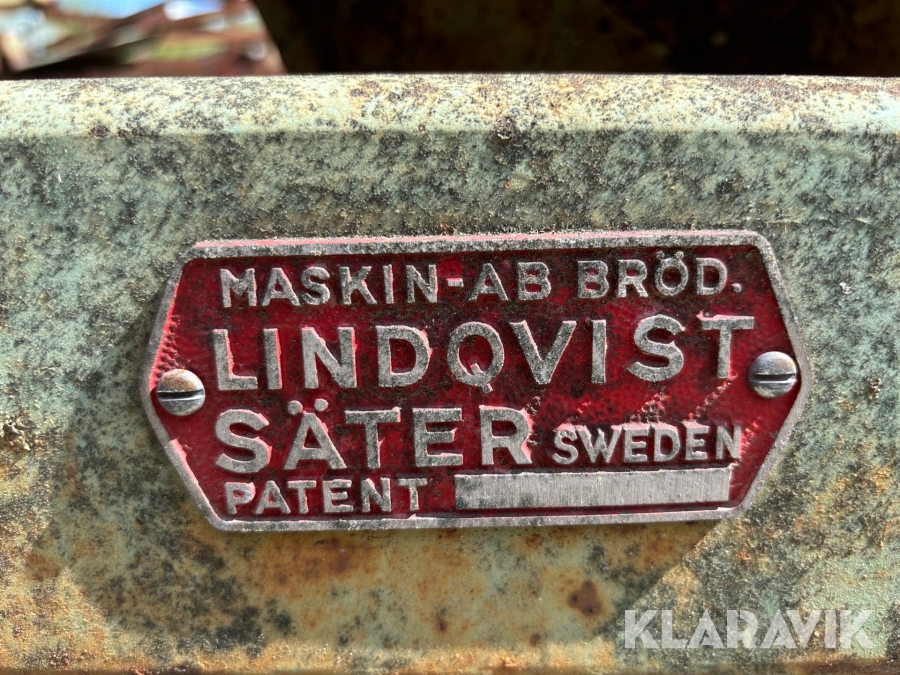 MASKIN-AB BRÖD.
LINDQVIST
SÄTER SWEDEN
PATENT
KLARAVIK